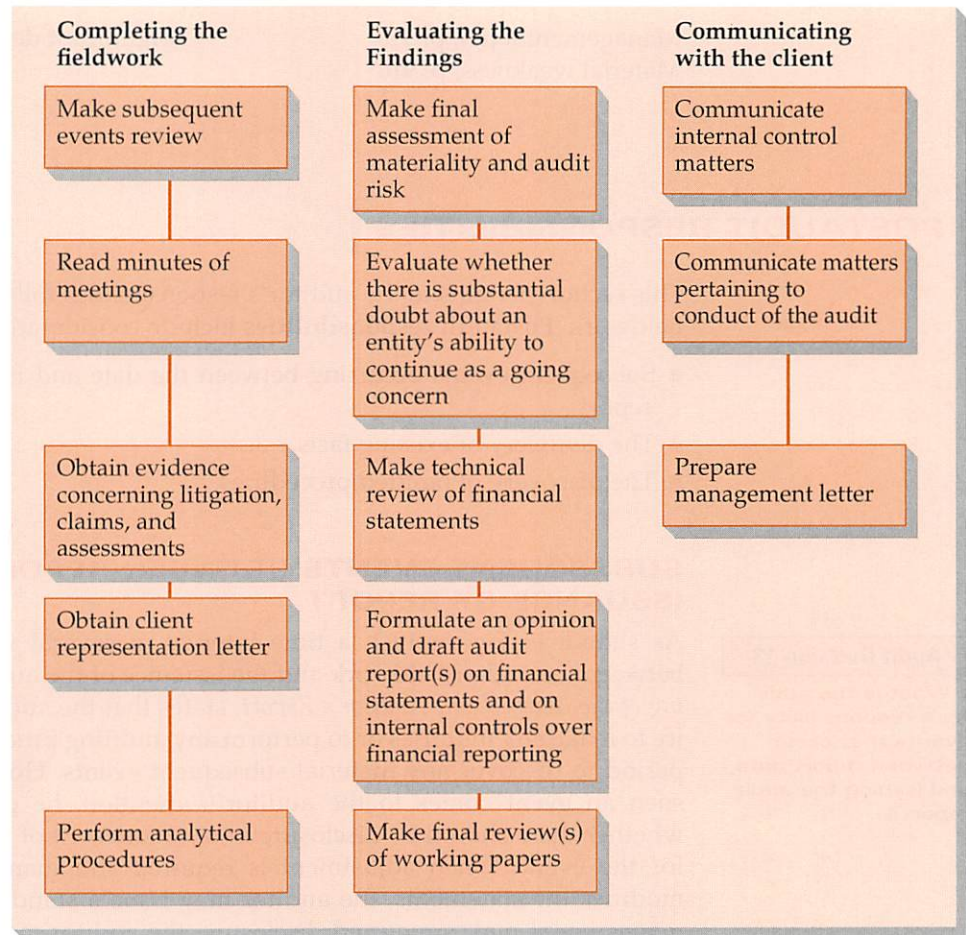 Completing the
fieldwork
Make subsequent
events review
Read minutes of
meetings
Obtain evidence
concerning litigation,
claims, and
assessments
Obtain client
representation letter
Perform analytical
procedures
Evaluating the
Findings
Make final
assessment of
materiality and audit
risk
Evaluate whether
there is substantial
doubt about an
entity's ability to
continue as a going
concern
Make technical
review of financial
statements
Formulate an opinion
and draft audit
report(s) on financial
statements and on
internal controls over
financial reporting
Make final review(s)
of working papers
Communicating
with the client
Communicate
internal control
matters
Communicate matters
pertaining to
conduct of the audit
Prepare
management letter